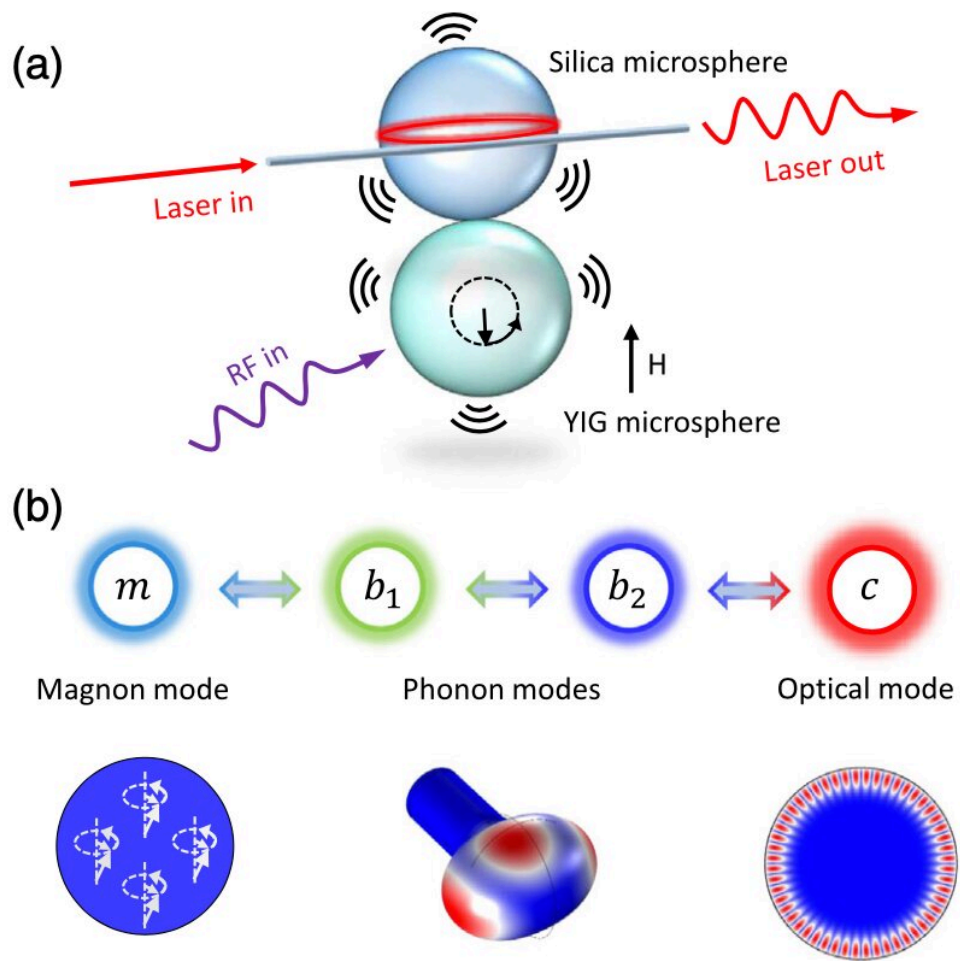 (a)
Silica microsphere
Laser in
Laser out
RF in
H
YIG microsphere
(b)
m b₁ b₂ c
Magnon mode Phonon modes Optical mode